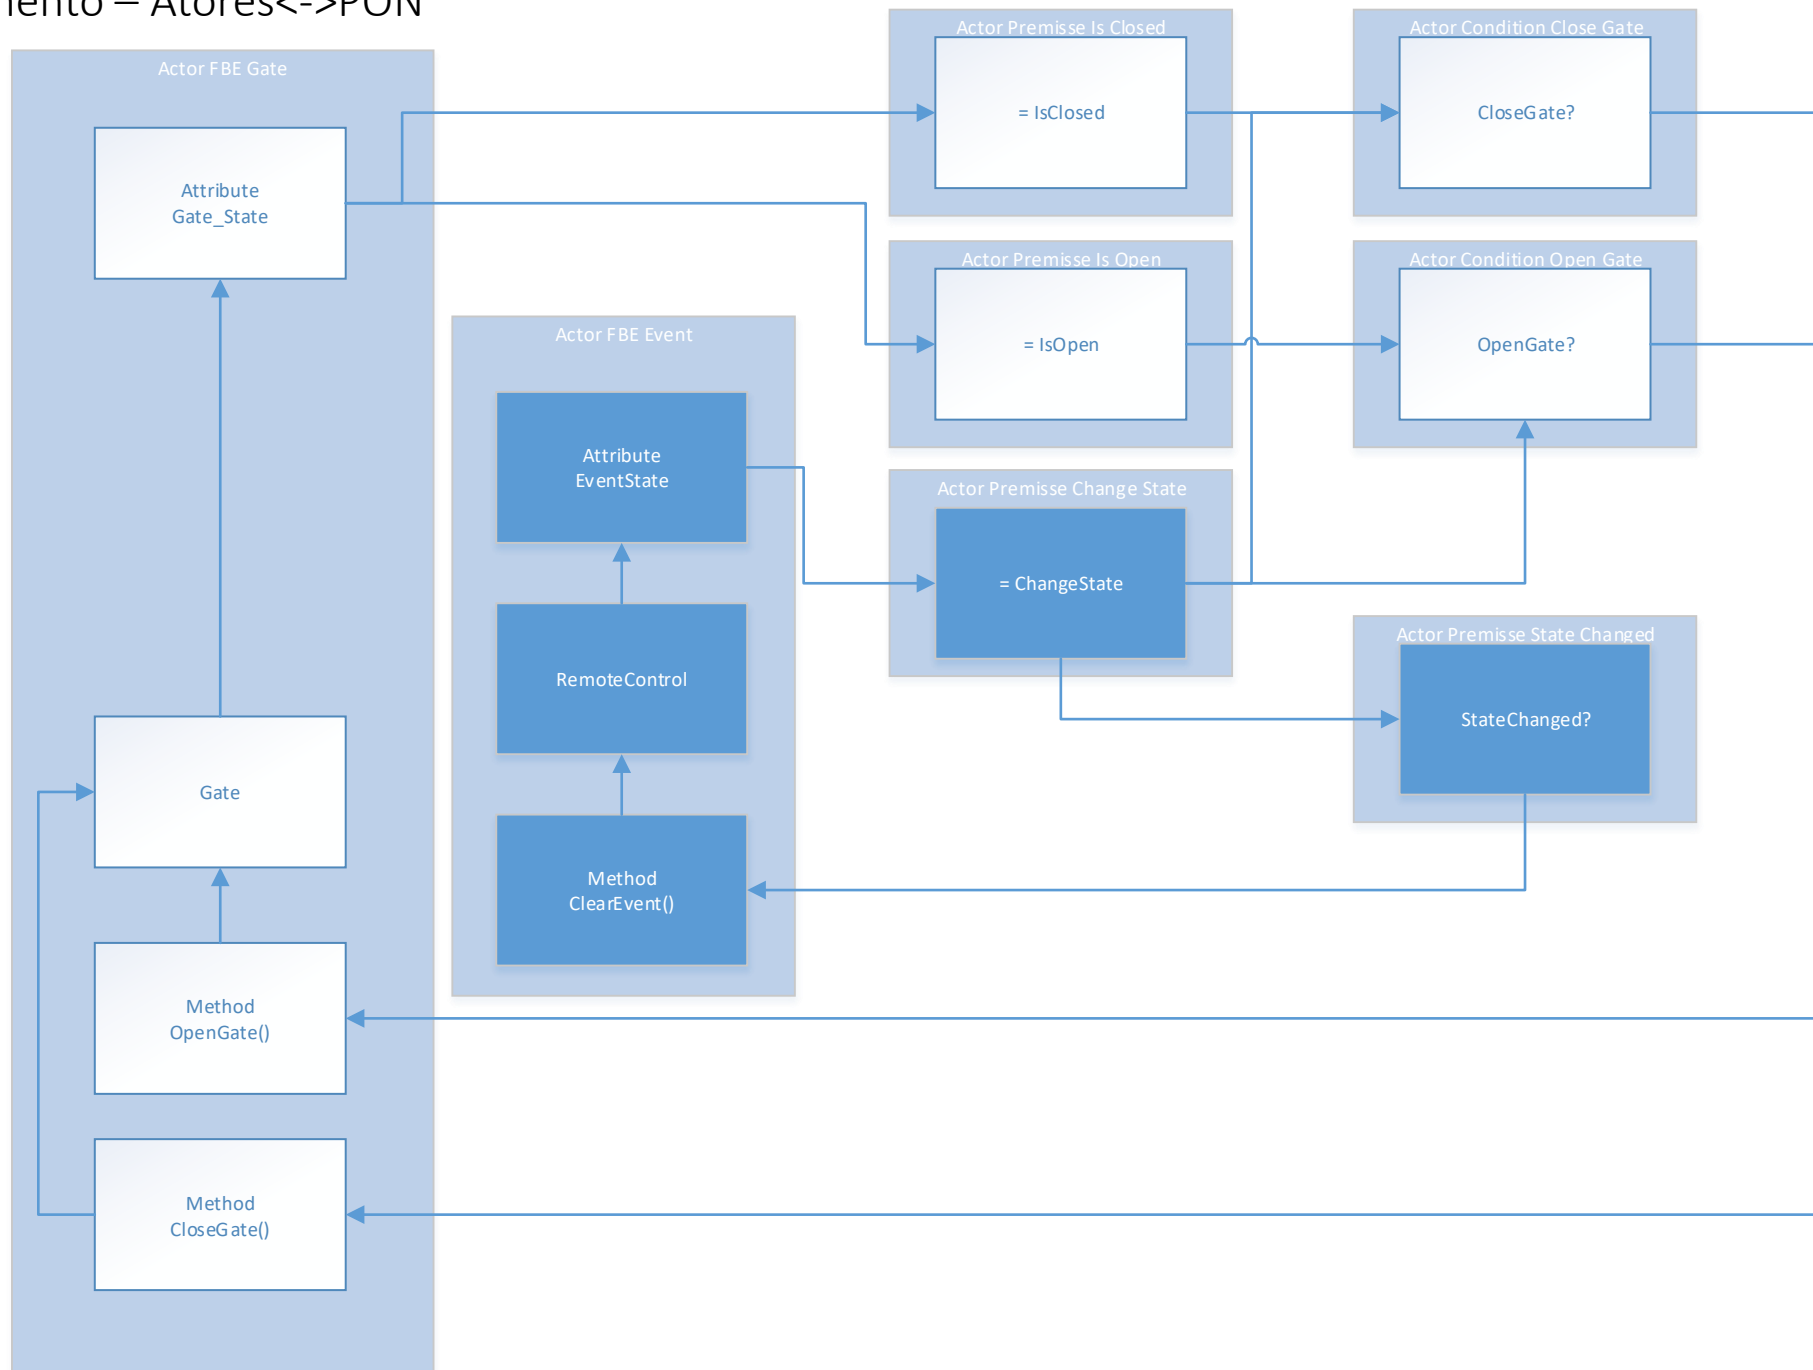 Atores<->PON
Actor FBE Gate
Attribute
Gate_State
Gate
Method
OpenGate()
Method
CloseGate()
Actor FBE Event
Attribute
EventState
RemoteControl
Method
ClearEvent()
Actor Premisse Is Closed
= IsClosed
Actor Premisse Is Open
= IsOpen
Actor Premisse Change State
= ChangeState
Actor Condition Close Gate
CloseGate?
Actor Condition Open Gate
OpenGate?
Actor Premisse State Changed
StateChanged?